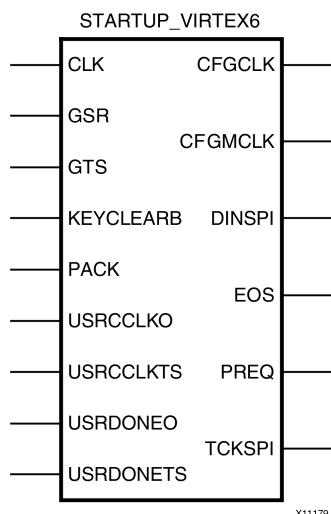 STARTUP_VIRTEX6
CLK
CFGCLK
GSR
CFGMCLK
GTS
KEYCLEARB
DINSPI
PACK
EOS
USRCCLKO
USRCCLKTS
PREQ
USRDONEO
TCKSPI
USRDONETS
X11179